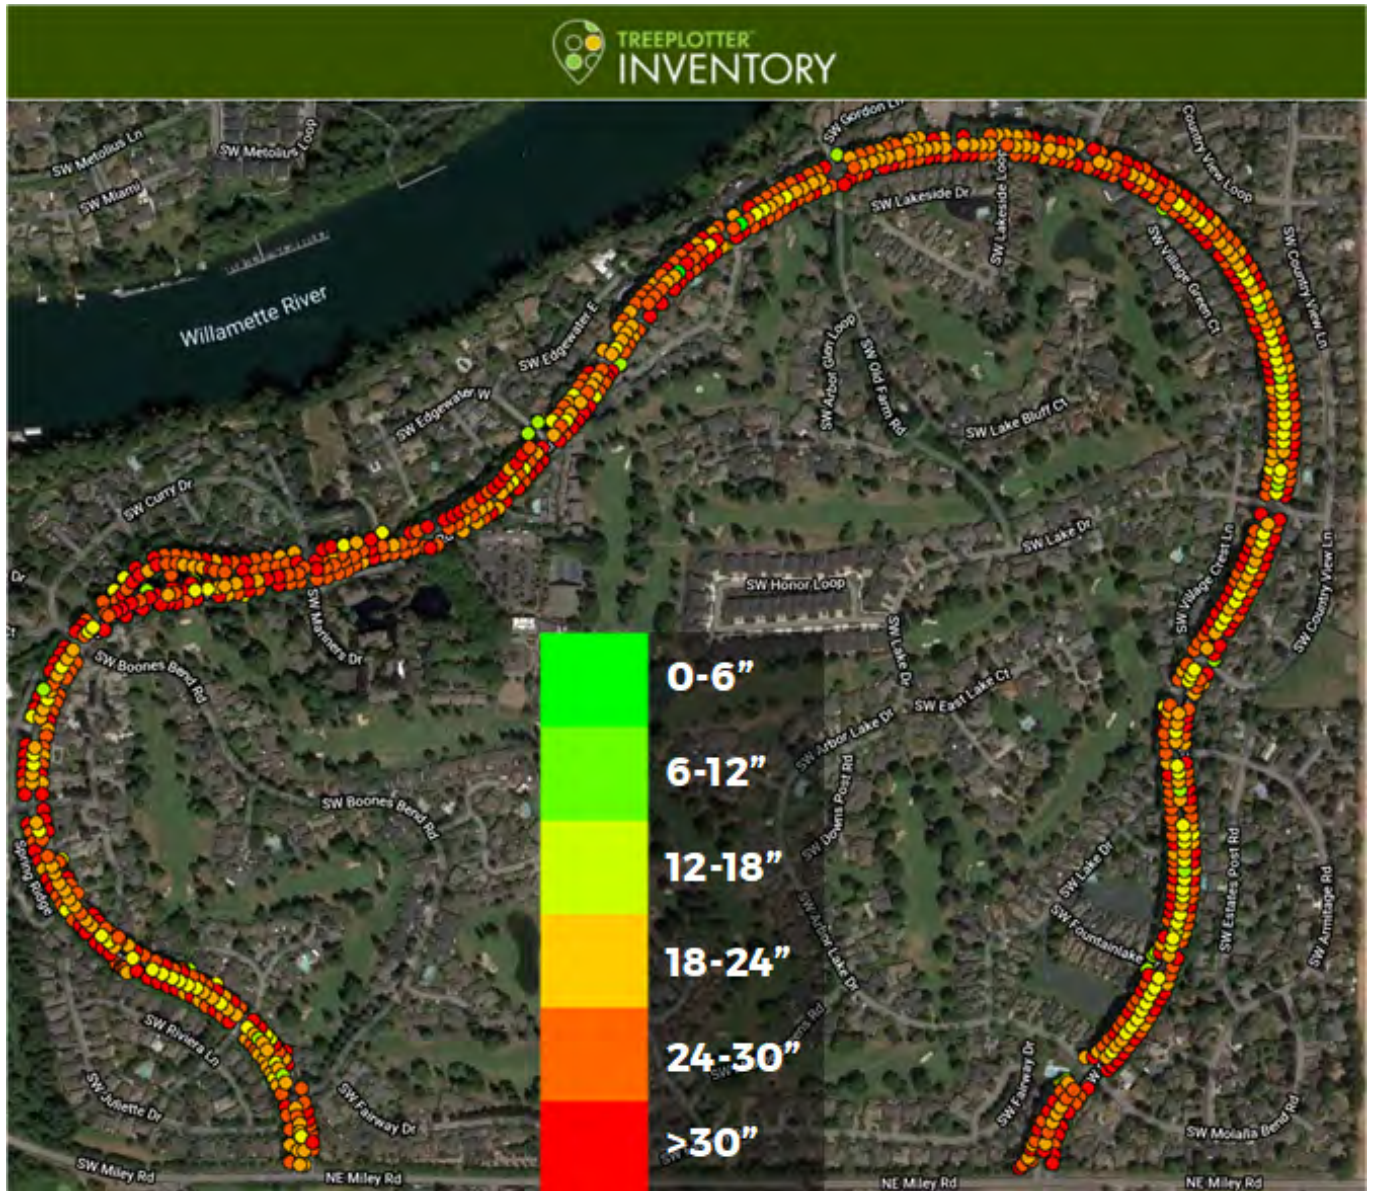 TREEPLOTTER™
INVENTORY
SW Gordon Ln
Country View Loop
SW Metolius Ln
SW Metolius Loop
SW Miami
SW Lakeside Dr
SW Lakeside Loop
SW Village Green Ct
SW Country View Ln
Willamette River
SW Edgewater E
SW Arbor Glen Loop
SW Old Farm Rd
SW Edgewater W
SW Lake Bluff Ct
SW Curry Dr
SW Lake Dr
SW Village Crest Ln
SW Country View Ln
Dr
SW Honor Loop
SW Mariners Dr
SW Lake Dr
SW Boones Bend Rd
SW East Lake Ct
0-6”
SW Arbor Lake Dr
6-12”
SW Boones Bend Rd
SW Downs Post Rd
12-18”
SW Lake Dr
SW Estates Post Rd
SW Armitage Rd
Spring Ridge
SW Fountainlake
SW Arbor Lake Dr
18-24”
SW Riviera Ln
24-30”
SW Fairway Dr
SW Juliette Dr
SW Fairway Dr
SW Molalla Bend Rd
>30”
SW Miley Rd
NE Miley Rd
NE Miley Rd
NE Miley Rd